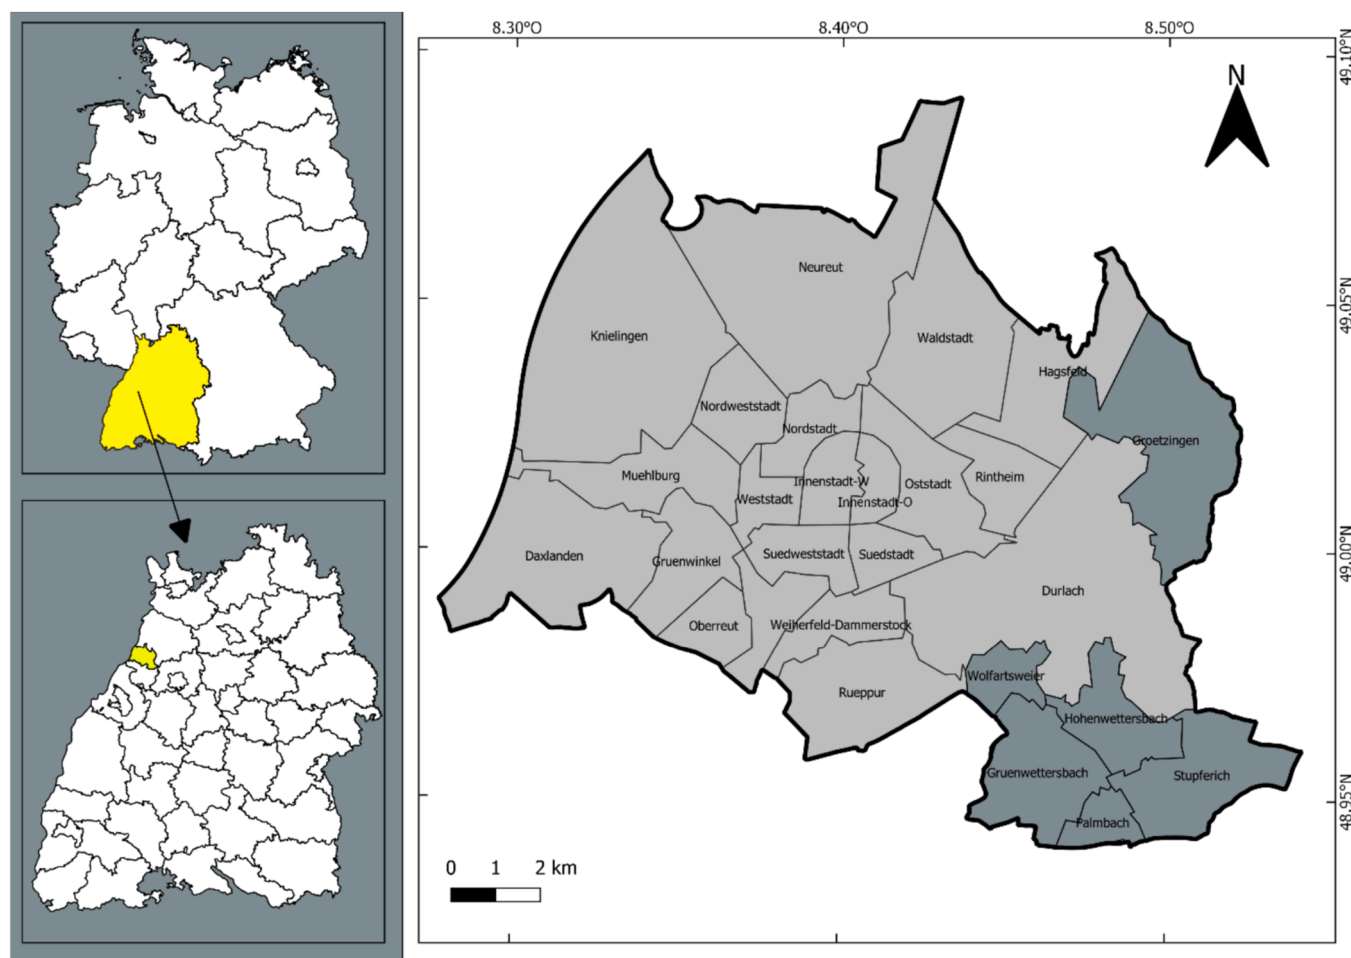 8.30°O
8.40°O
8.50°O
49.10°N
N
Neureut
Knielingen
Waldstadt
49.05°N
Hagsfeld
Nordweststadt
Nordstadt
Groetzingen
Muehlburg
Innenstadt-W
Rintheim
Oststadt
Weststadt
Innenstadt-O
Daxlanden
Gruenwinkel
Suedweststadt
Suedstadt
49.00°N
Durlach
Oberreut
Weiherfeld-Dammerstock
Wolfartsweier
Rueppur
Hohenwettersbach
Gruenwettersbach
Stupferich
48.95°N
Palmbach
0 1 2 km